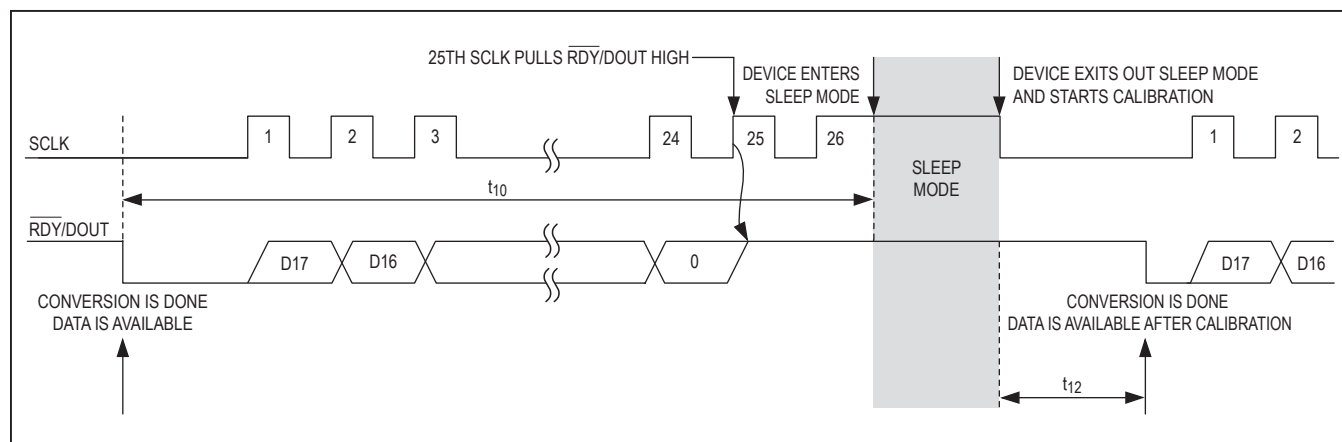 25TH SCLK PULLS RDY/DOUT HIGH
DEVICE ENTERS
SLEEP MODE
DEVICE EXITS OUT SLEEP MODE
AND STARTS CALIBRATION
SCLK
1
2
3
24
25
26
1
2
SLEEP
MODE
t10
RDY/DOUT
D17
D16
0
D17
D16
CONVERSION IS DONE
DATA IS AVAILABLE
CONVERSION IS DONE
DATA IS AVAILABLE AFTER CALIBRATION
t12